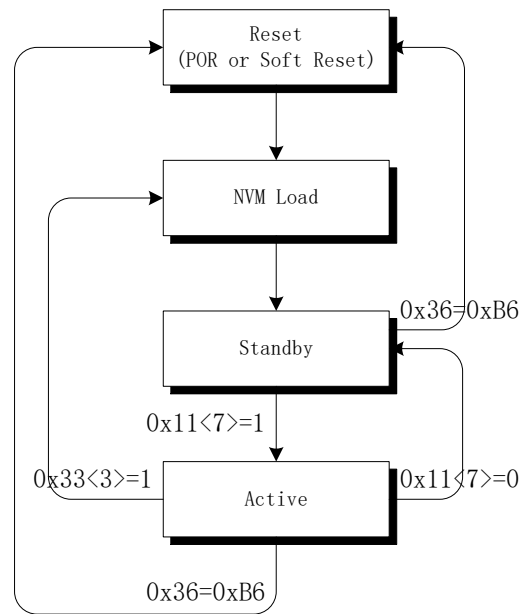 Reset
(POR or Soft Reset)
NVM Load
0x36=0xB6
Standby
0x11<7>=1
0x33<3>=1
Active
0x11<7>=0
0x36=0xB6